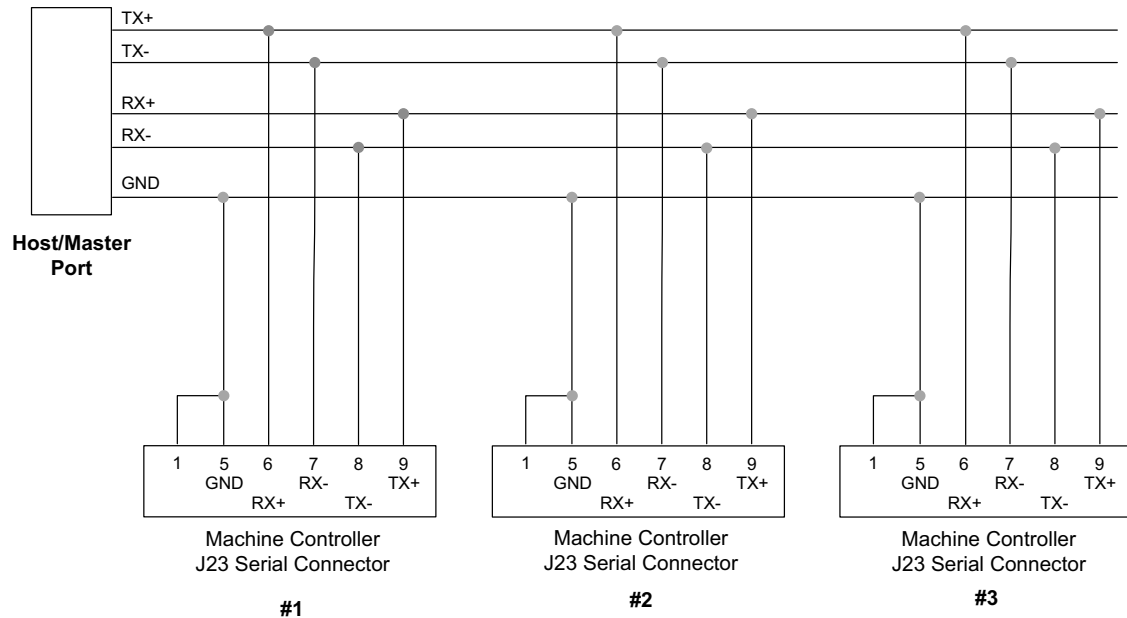 TX+
TX-
RX+
RX-
GND
Host/Master
Port
1 5 6 7 8 9
GND RX- TX+
RX+ TX-
Machine Controller
J23 Serial Connector
#1
1 5 6 7 8 9
GND RX- TX+
RX+ TX-
Machine Controller
J23 Serial Connector
#2
1 5 6 7 8 9
GND RX- TX+
RX+ TX-
Machine Controller
J23 Serial Connector
#3